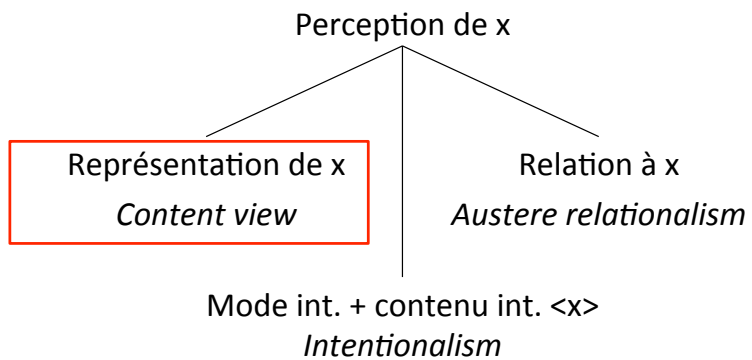 Perception de x
Représentation de x
Content view
Relation à x
Austere relationalism
Mode int. + contenu int. <x>
Intentionalism